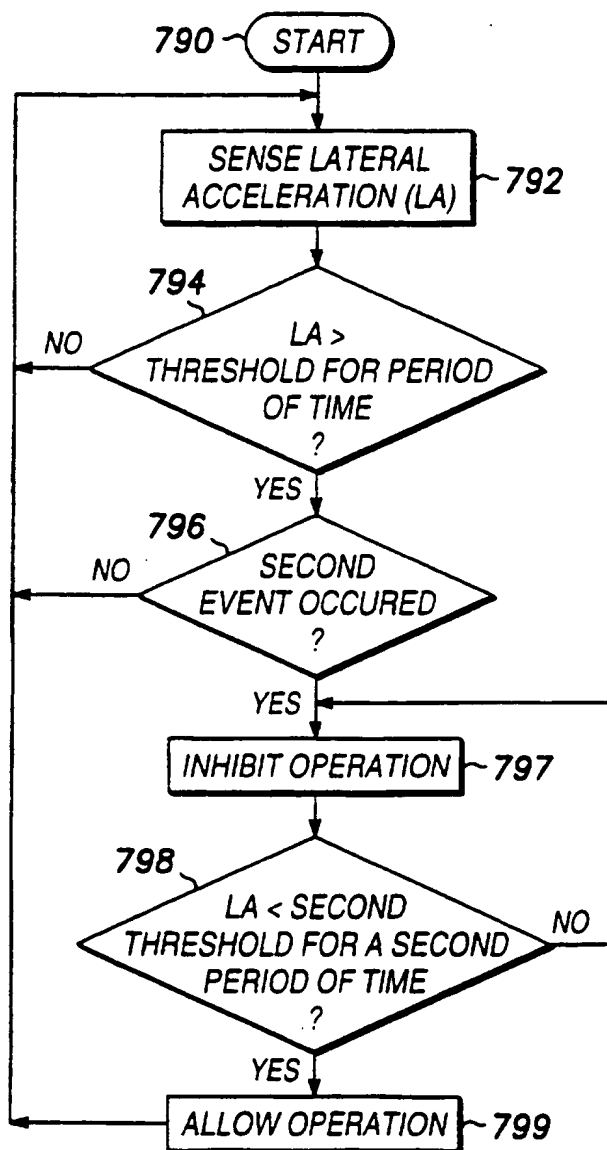 790
START
SENSE LATERAL
ACCELERATION (LA)
792
794
NO
LA >
THRESHOLD FOR PERIOD
OF TIME
?
YES
796
NO
SECOND
EVENT OCCURED
?
YES
INHIBIT OPERATION
797
798
LA < SECOND
THRESHOLD FOR A SECOND
PERIOD OF TIME
?
NO
YES
ALLOW OPERATION
799